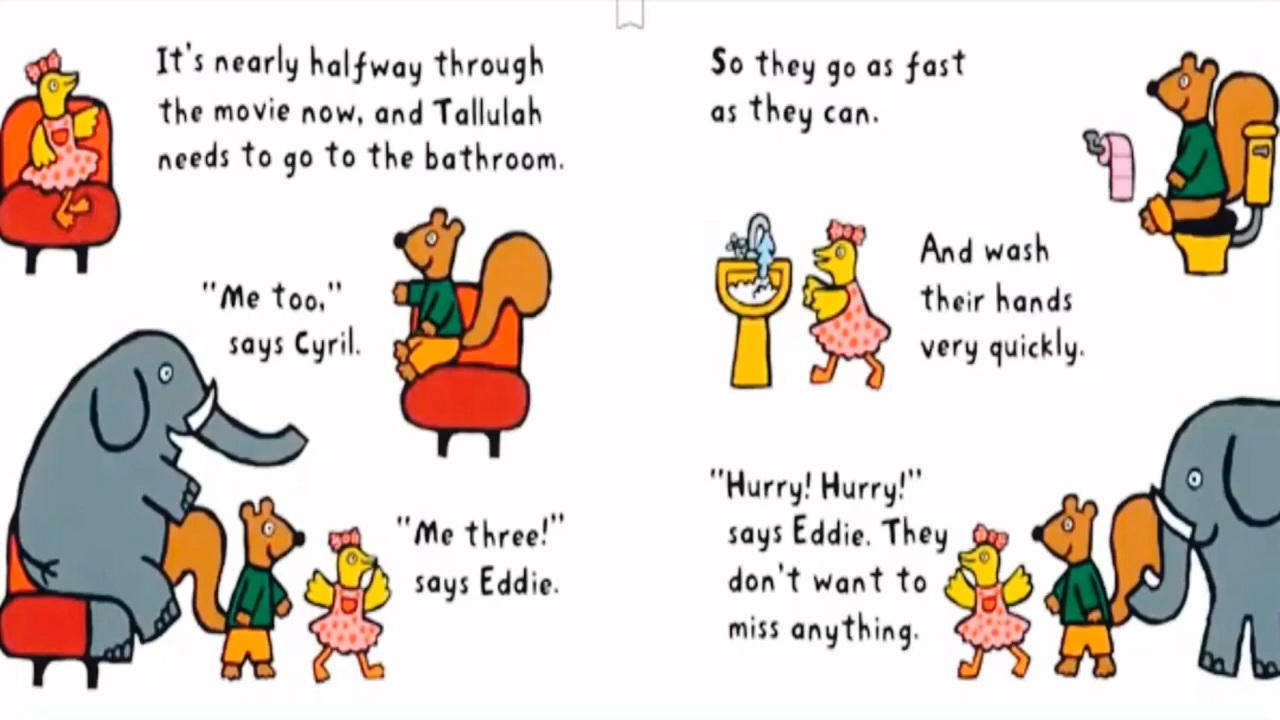 It's nearly halfway through
the movie now, and Tallulah
needs to go to the bathroom.
"Me too,"
says Cyril.
"Me three!"
says Eddie.
So they go as fast
as they can.
And wash
their hands
very quickly.
"Hurry! Hurry!"
says Eddie. They
don't want to
miss anything.